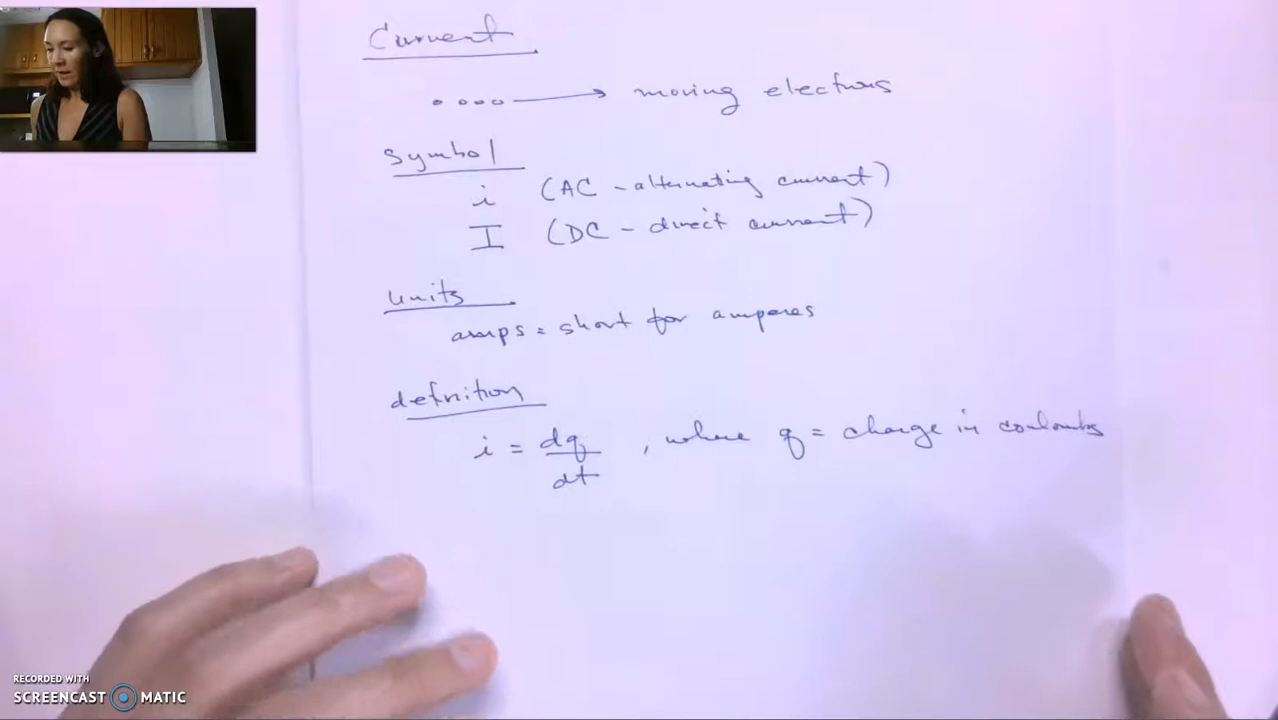 Current
moving electrons
symbol
i (AC - alternating current)
I (DC - direct current)
units
amps = short for amperes
definition
i = dq/dt , where q = charge in coulombs
RECORDED WITH
SCREENCAST MATIC